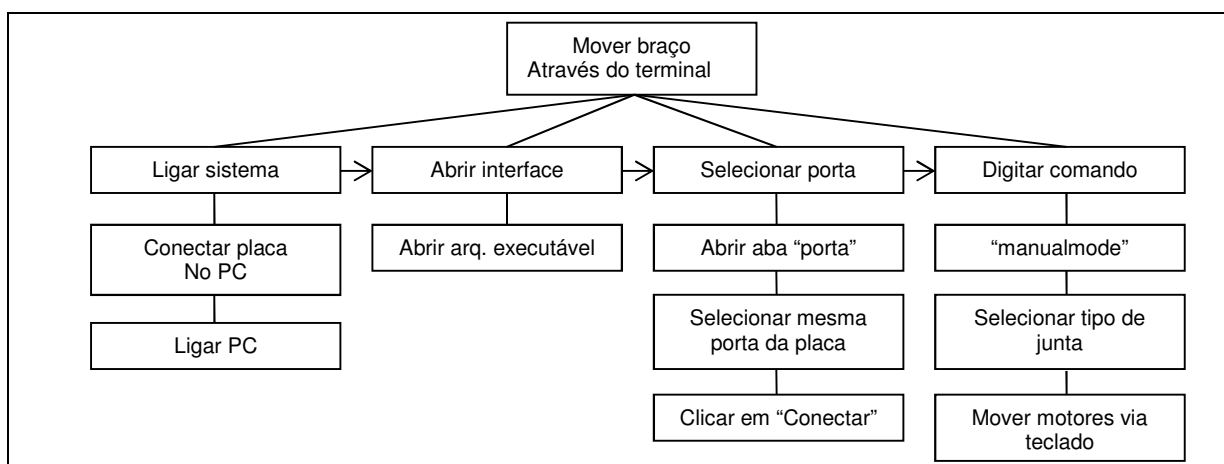 Mover braço
Através do terminal
Ligar sistema
Abrir interface
Selecionar porta
Digitar comando
Conectar placa
No PC
Ligar PC
Abrir arq. executável
Abrir aba “porta”
Selecionar mesma
porta da placa
Clicar em “Conectar”
“manualmode”
Selecionar tipo de
junta
Mover motores via
teclado